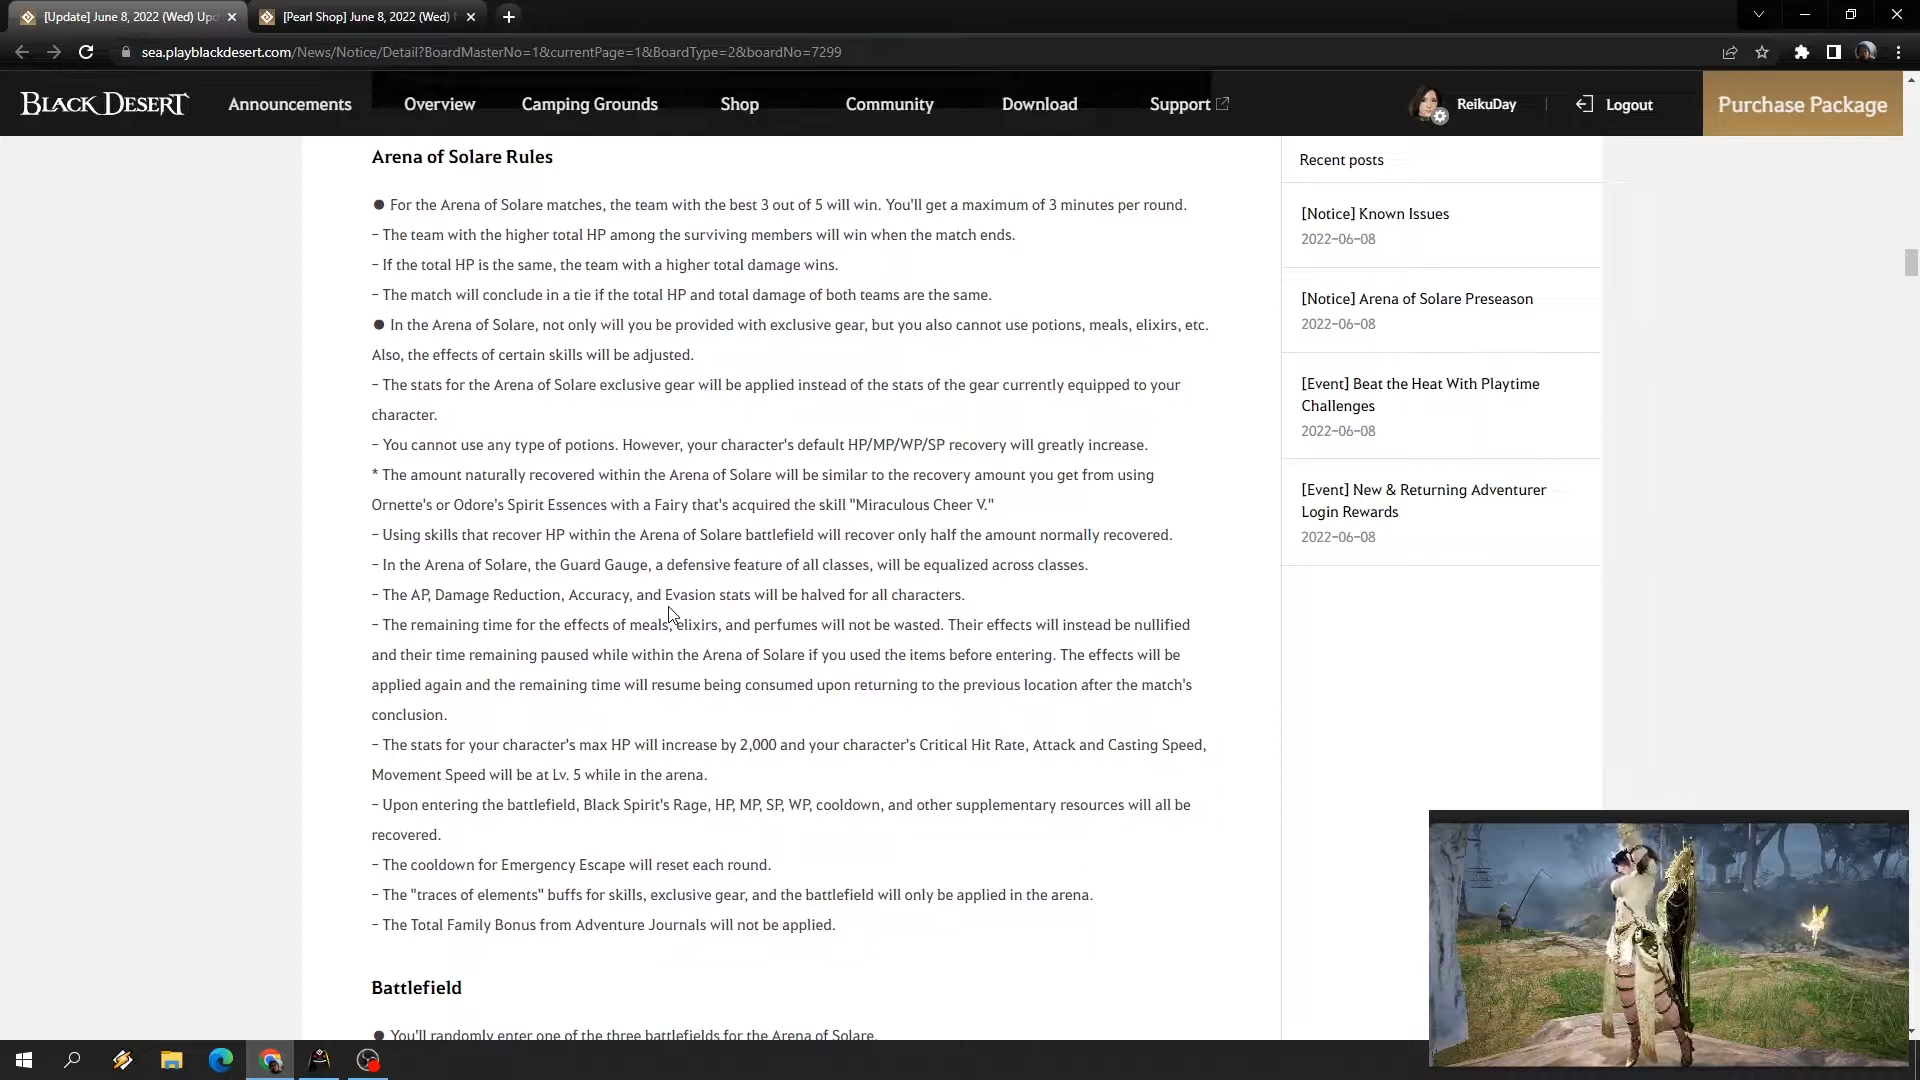 [Update] June 8, 2022 (Wed) Upd
[Pearl Shop] June 8, 2022 (Wed)
sea.playblackdesert.com/News/Notice/Detail?BoardMasterNo=1&currentPage=1&BoardType=2&boardNo=7299
BLACK DESERT
Announcements
Overview
Camping Grounds
Shop
Community
Download
Support
ReikuDay
Logout
Purchase Package
Arena of Solare Rules
● For the Arena of Solare matches, the team with the best 3 out of 5 will win. You'll get a maximum of 3 minutes per round.
- The team with the higher total HP among the surviving members will win when the match ends.
- If the total HP is the same, the team with a higher total damage wins.
- The match will conclude in a tie if the total HP and total damage of both teams are the same.
● In the Arena of Solare, not only will you be provided with exclusive gear, but you also cannot use potions, meals, elixirs, etc.
Also, the effects of certain skills will be adjusted.
- The stats for the Arena of Solare exclusive gear will be applied instead of the stats of the gear currently equipped to your
character.
- You cannot use any type of potions. However, your character's default HP/MP/WP/SP recovery will greatly increase.
* The amount naturally recovered within the Arena of Solare will be similar to the recovery amount you get from using
Ornette's or Odore's Spirit Essences with a Fairy that's acquired the skill "Miraculous Cheer V."
- Using skills that recover HP within the Arena of Solare battlefield will recover only half the amount normally recovered.
- In the Arena of Solare, the Guard Gauge, a defensive feature of all classes, will be equalized across classes.
- The AP, Damage Reduction, Accuracy, and Evasion stats will be halved for all characters.
- The remaining time for the effects of meals, elixirs, and perfumes will not be wasted. Their effects will instead be nullified
and their time remaining paused while within the Arena of Solare if you used the items before entering. The effects will be
applied again and the remaining time will resume being consumed upon returning to the previous location after the match's
conclusion.
- The stats for your character's max HP will increase by 2,000 and your character's Critical Hit Rate, Attack and Casting Speed,
Movement Speed will be at Lv. 5 while in the arena.
- Upon entering the battlefield, Black Spirit's Rage, HP, MP, SP, WP, cooldown, and other supplementary resources will all be
recovered.
- The cooldown for Emergency Escape will reset each round.
- The "traces of elements" buffs for skills, exclusive gear, and the battlefield will only be applied in the arena.
- The Total Family Bonus from Adventure Journals will not be applied.
Battlefield
● You'll randomly enter one of the three battlefields for the Arena of Solare.
Recent posts
[Notice] Known Issues
2022-06-08
[Notice] Arena of Solare Preseason
2022-06-08
[Event] Beat the Heat With Playtime
Challenges
2022-06-08
[Event] New & Returning Adventurer
Login Rewards
2022-06-08